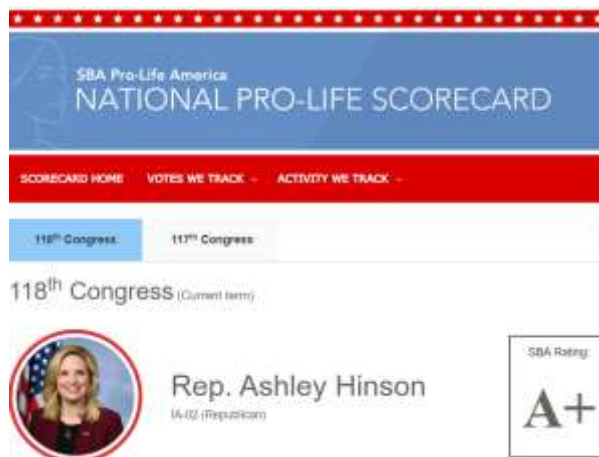 SBA Pro-Life America
NATIONAL PRO-LIFE SCORECARD
SCORECARD HOME VOTES WE TRACK ACTIVITY WE TRACK
118th Congress 117th Congress
118th Congress (Current term)
Rep. Ashley Hinson
IA-02 (Republican)
SBA Rating:
A+